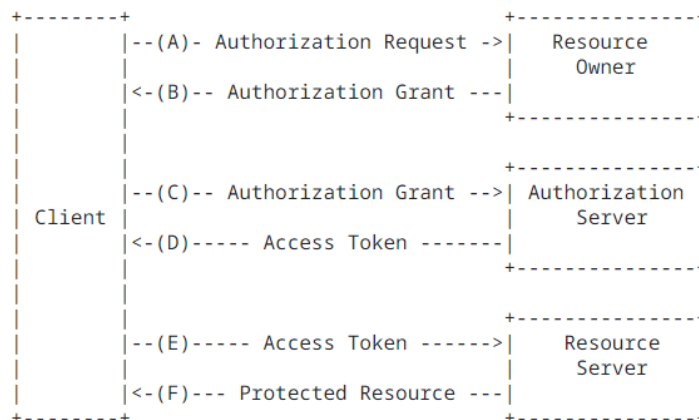 +--------+                               +---------------
|        |--(A)- Authorization Request ->|   Resource
|        |                               |     Owner
|        |<-(B)-- Authorization Grant ---|
|        |                               +---------------
|        |
|        |                               +---------------
|        |--(C)-- Authorization Grant -->| Authorization
| Client |                               |     Server
|        |<-(D)----- Access Token -------|
|        |                               +---------------
|        |
|        |                               +---------------
|        |--(E)----- Access Token ------>|    Resource
|        |                               |     Server
|        |<-(F)--- Protected Resource ---|
+--------+                               +---------------